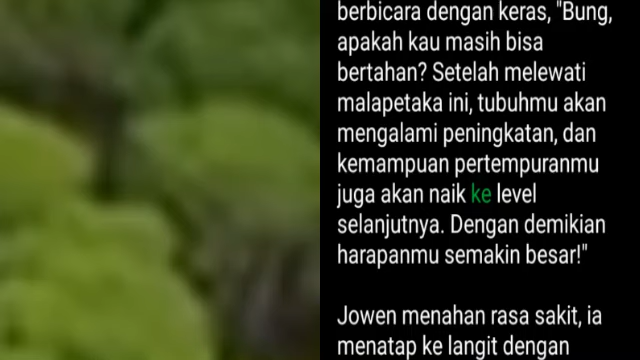 berbicara dengan keras, "Bung,
apakah kau masih bisa
bertahan? Setelah melewati
malapetaka ini, tubuhmu akan
mengalami peningkatan, dan
kemampuan pertempuranmu
juga akan naik ke level
selanjutnya. Dengan demikian
harapanmu semakin besar!"
Jowen menahan rasa sakit, ia
menatap ke langit dengan